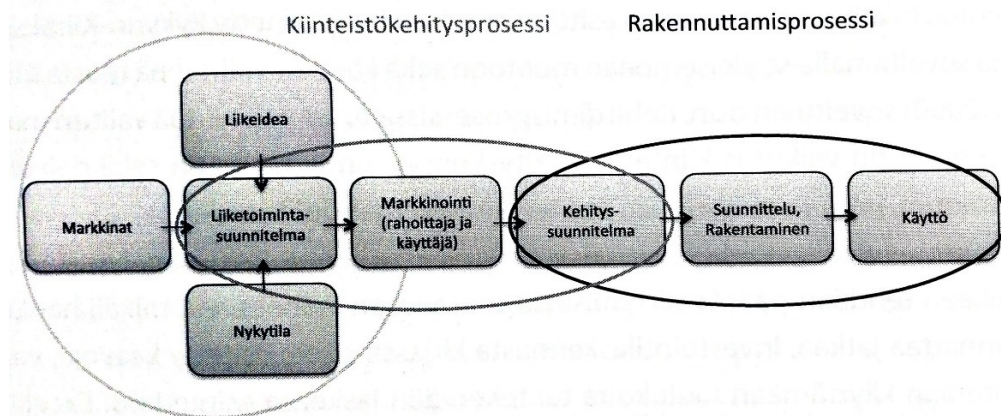 Kiinteistökehitysprosessi
Rakennuttamisprosessi
Liikeidea
Markkinat
Liiketoiminta-
suunnitelma
Markkinointi
(rahoittaja ja
käyttäjä)
Kehitys-
suunnitelma
Suunnittelu,
Rakentaminen
Käyttö
Nykytila